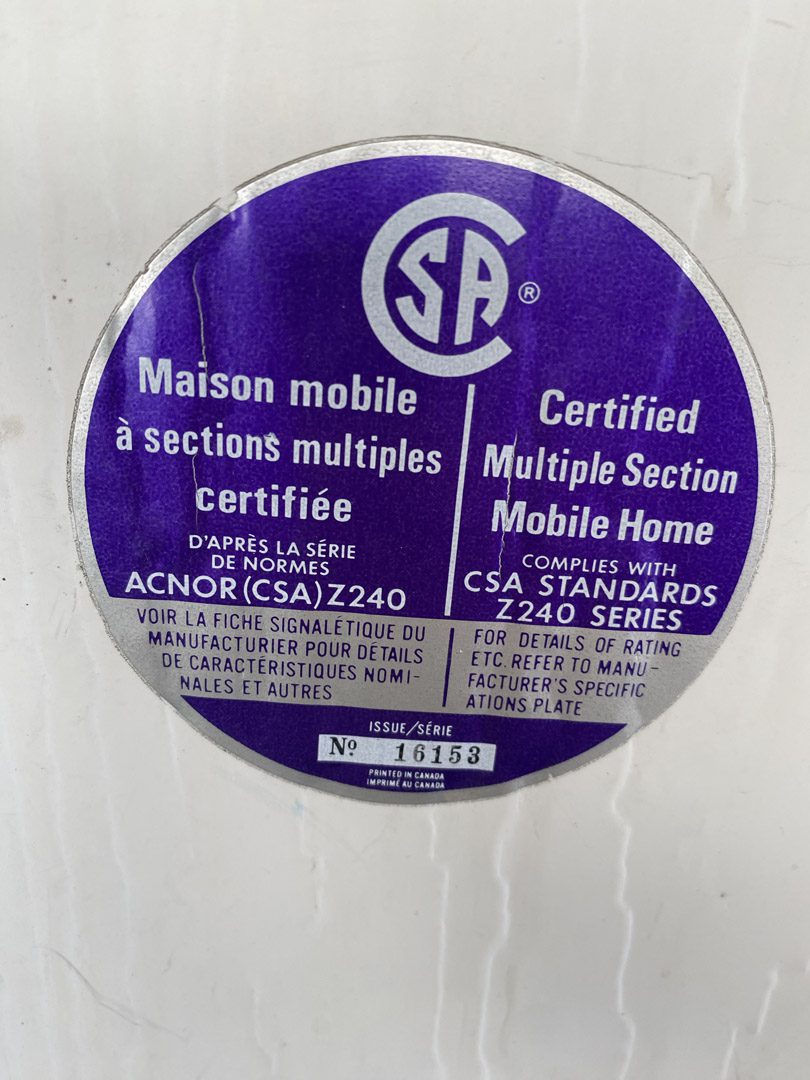 CSA ®
Maison mobile
à sections multiples
certifiée
D'APRÈS LA SÉRIE
DE NORMES
ACNOR (CSA) Z240
Certified
Multiple Section
Mobile Home
COMPLIES WITH
CSA STANDARDS
Z240 SERIES
VOIR LA FICHE SIGNALÉTIQUE DU
MANUFACTURIER POUR DÉTAILS
DE CARACTÉRISTIQUES NOMI-
NALES ET AUTRES
FOR DETAILS OF RATING
ETC. REFER TO MANU-
FACTURER'S SPECIFIC
ATIONS PLATE
ISSUE/SÉRIE
Nº 16153
PRINTED IN CANADA
IMPRIMÉ AU CANADA